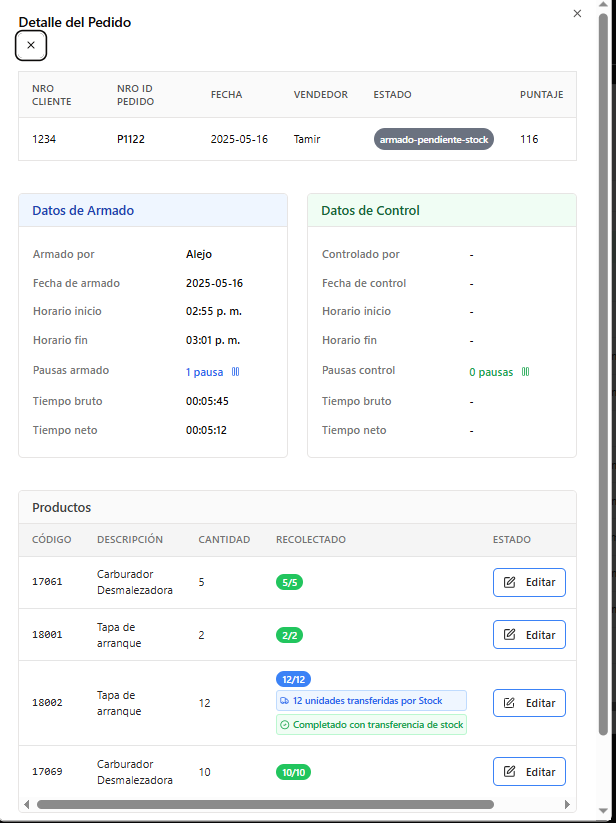 Detalle del Pedido
NRO CLIENTE NRO ID PEDIDO FECHA VENDEDOR ESTADO PUNTAJE
1234 P1122 2025-05-16 Tamir armado-pendiente-stock 116
Datos de Armado
Armado por Alejo
Fecha de armado 2025-05-16
Horario inicio 02:55 p. m.
Horario fin 03:01 p. m.
Pausas armado 1 pausa
Tiempo bruto 00:05:45
Tiempo neto 00:05:12
Datos de Control
Controlado por -
Fecha de control -
Horario inicio -
Horario fin -
Pausas control 0 pausas
Tiempo bruto -
Tiempo neto -
Productos
CÓDIGO DESCRIPCIÓN CANTIDAD RECOLECTADO ESTADO
17061 Carburador Desmalezadora 5 5/5 Editar
18001 Tapa de arranque 2 2/2 Editar
18002 Tapa de arranque 12 12/12
12 unidades transferidas por Stock
Completado con transferencia de stock
Editar
17069 Carburador Desmalezadora 10 10/10 Editar